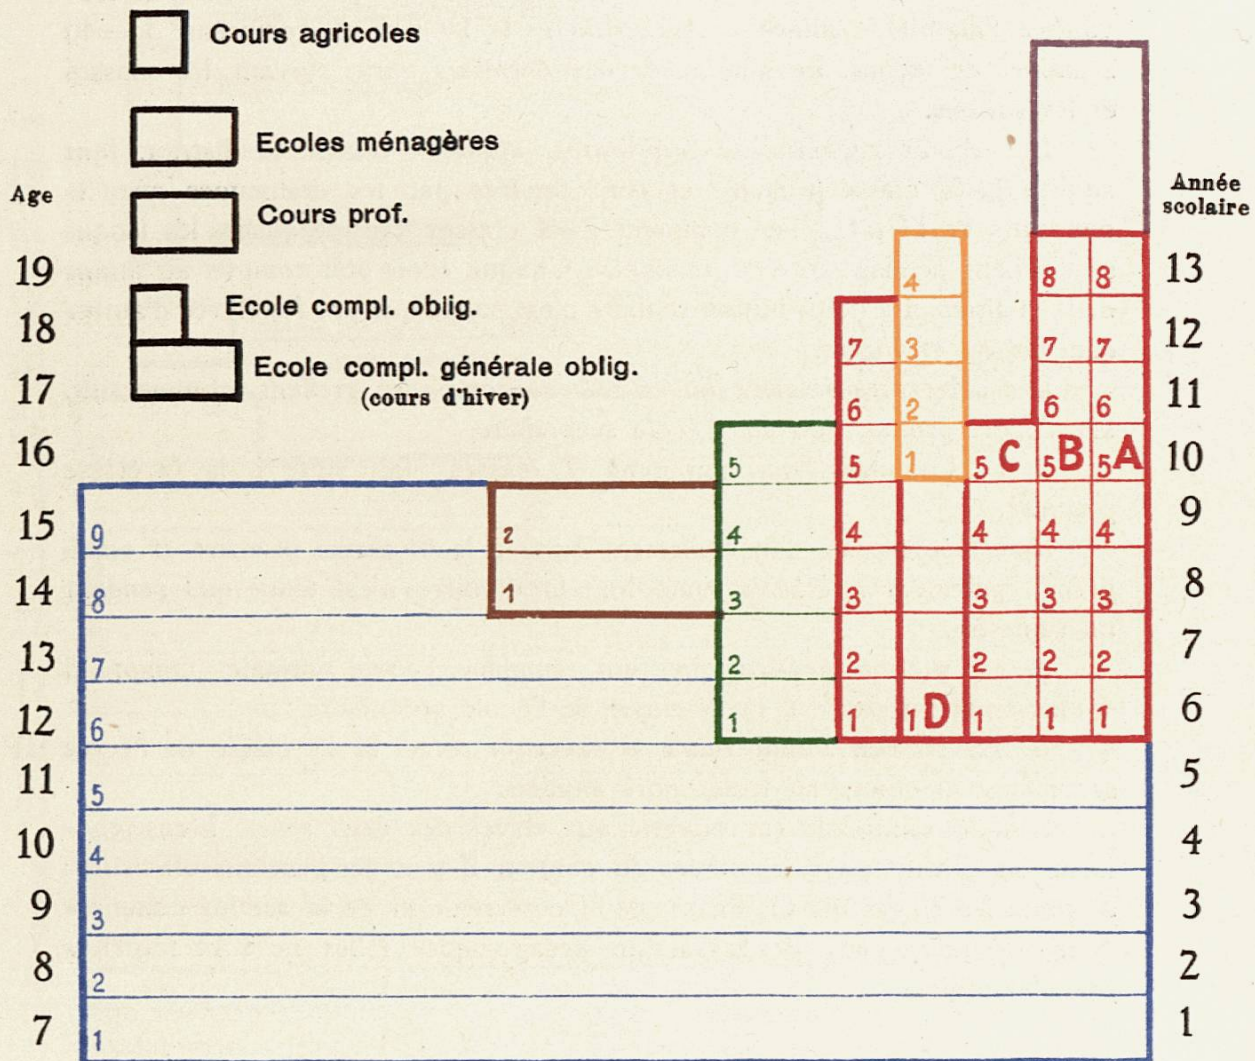 Cours agricoles
Ecoles ménagères
Age
Cours prof.
Année
scolaire
Ecole compl. oblig.
Ecole compl. générale oblig.
(cours d'hiver)
19 4 8 8 13
18 7 3 7 7 12
17 6 2 6 6 11
16 5 5 1 5 C 5 B 5 A 10
15 9 2 4 4 4 4 4 9
14 8 1 3 3 3 3 3 8
13 7 2 2 2 2 2 7
12 6 1 1 1 D 1 1 1 6
11 5 5
10 4 4
9 3 3
8 2 2
7 1 1